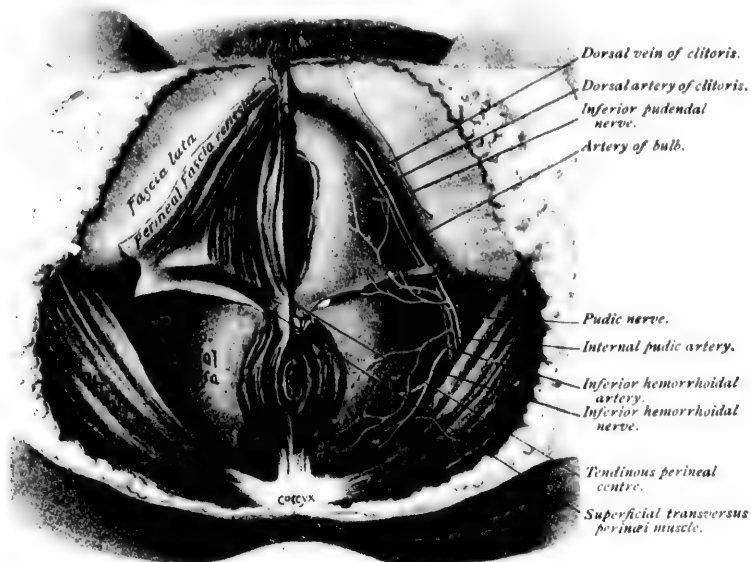 Dorsal vein of clitoris.
Dorsal artery of clitoris.
Inferior pudendal
nerve.
Artery of bulb.
Fascia lata
Perineal Fascia
Pudic nerve.
Internal pudic artery.
Inferior hemorrhoidal
artery.
Inferior hemorrhoidal
nerve.
Tendinous perineal
centre.
Superficial transversus
perinæi muscle.
coccyx